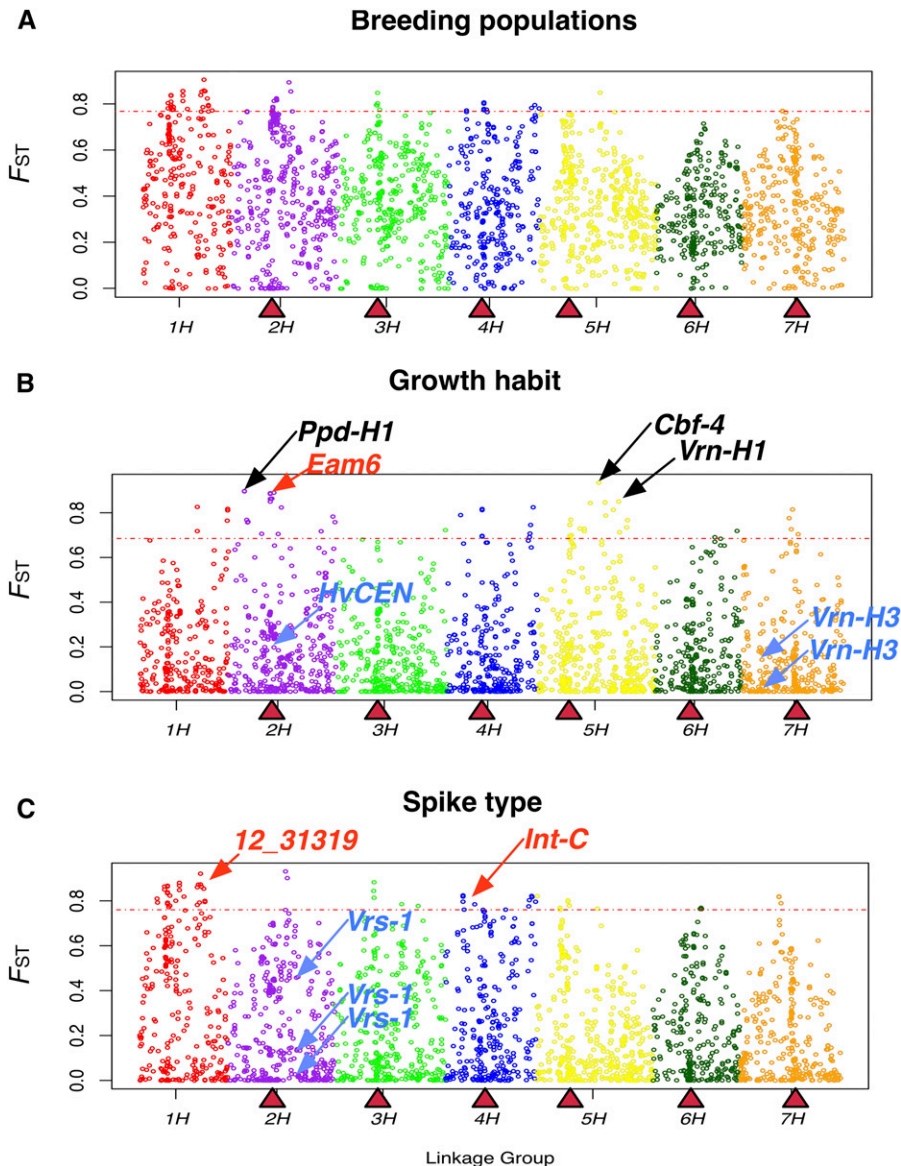 A
Breeding populations
FST
0.8
0.6
0.4
0.2
0.0
1H 2H 3H 4H 5H 6H 7H
B
Growth habit
Ppd-H1
Eam6
Cbf-4
Vrn-H1
FST
0.8
0.6
0.4
0.2
0.0
HvCEN
Vrn-H3
Vrn-H3
1H 2H 3H 4H 5H 6H 7H
C
Spike type
12_31319
Int-C
FST
0.8
0.6
0.4
0.2
0.0
Vrs-1
Vrs-1
Vrs-1
1H 2H 3H 4H 5H 6H 7H
Linkage Group